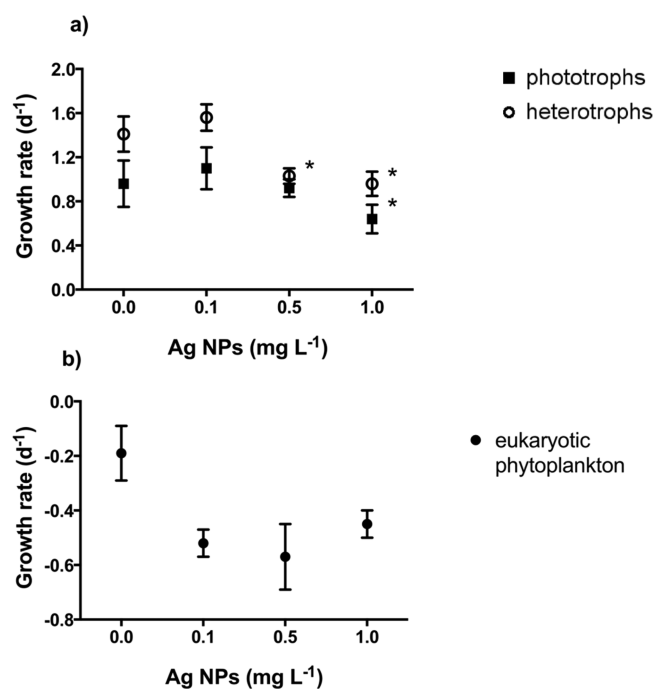 a)
2.0
1.6
1.2
0.8
0.4
0.0
Growth rate (d⁻¹)
*
*
*
0.0 0.1 0.5 1.0
Ag NPs (mg L⁻¹)
phototrophs
heterotrophs
b)
0.0
-0.2
-0.4
-0.6
-0.8
Growth rate (d⁻¹)
0.0 0.1 0.5 1.0
Ag NPs (mg L⁻¹)
eukaryotic
phytoplankton